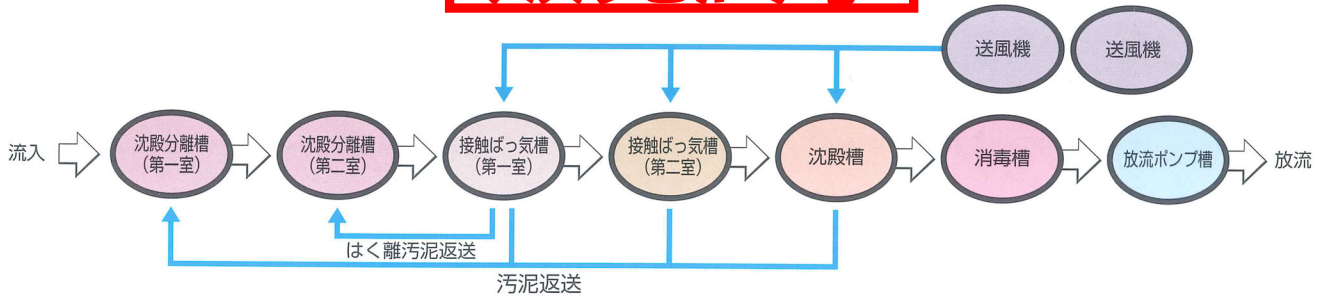 送風機
送風機
流入
沈殿分離槽
(第一室)
沈殿分離槽
(第二室)
接触ばっ気槽
(第一室)
接触ばっ気槽
(第二室)
沈殿槽
消毒槽
放流ポンプ槽
放流
はく離汚泥返送
汚泥返送